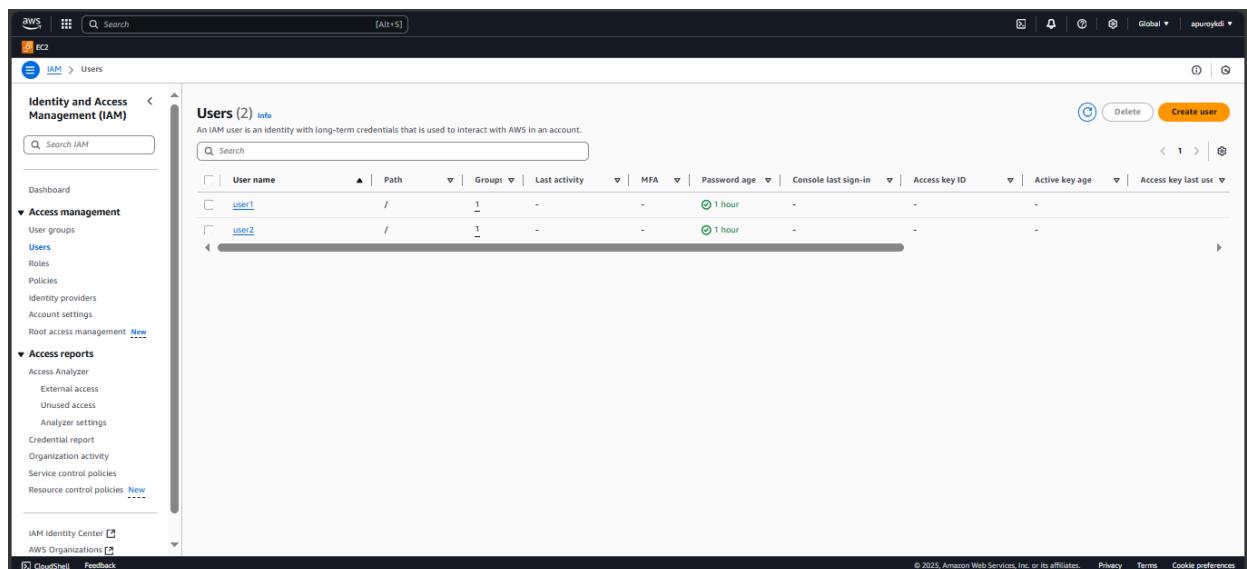 aws Search [Alt+S] Global apuroykdi
EC2
IAM > Users
Identity and Access Management (IAM)
Search IAM
Dashboard
Access management
User groups
Users
Roles
Policies
Identity providers
Account settings
Root access management New
Access reports
Access Analyzer
External access
Unused access
Analyzer settings
Credential report
Organization activity
Service control policies
Resource control policies New
IAM Identity Center
AWS Organizations
Users (2) Info
Delete Create user
An IAM user is an identity with long-term credentials that is used to interact with AWS in an account.
Search
1
User name Path Groups Last activity MFA Password age Console last sign-in Access key ID Active key age Access key last use
user1 / 1 - - 1 hour - - -
user2 / 1 - - 1 hour - - -
CloudShell Feedback © 2025, Amazon Web Services, Inc. or its affiliates. Privacy Terms Cookie preferences